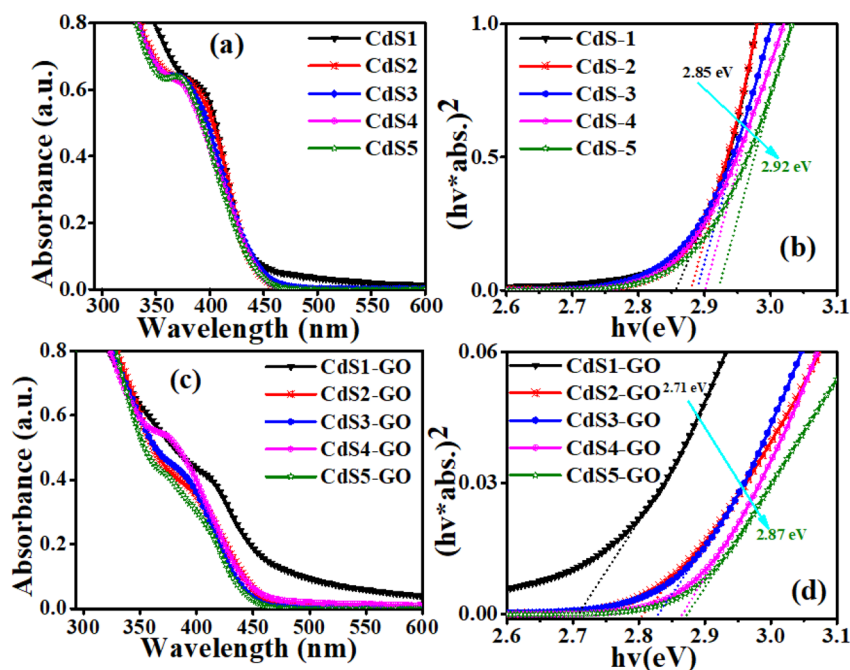 (a)
CdS1
CdS2
CdS3
CdS4
CdS5
Absorbance (a.u.)
0.8
0.6
0.4
0.2
0.0
300 350 400 450 500 550 600
Wavelength (nm)
(b)
CdS-1
CdS-2
CdS-3
CdS-4
CdS-5
2.85 eV
2.92 eV
(hv*abs.)2
1.0
0.5
0.0
2.6 2.7 2.8 2.9 3.0 3.1
hv(eV)
(c)
CdS1-GO
CdS2-GO
CdS3-GO
CdS4-GO
CdS5-GO
Absorbance (a.u.)
0.8
0.6
0.4
0.2
0.0
300 350 400 450 500 550 600
Wavelength (nm)
(d)
CdS1-GO
CdS2-GO
CdS3-GO
CdS4-GO
CdS5-GO
2.71 eV
2.87 eV
(hv*abs.)2
0.06
0.03
0.00
2.6 2.7 2.8 2.9 3.0 3.1
hv(eV)